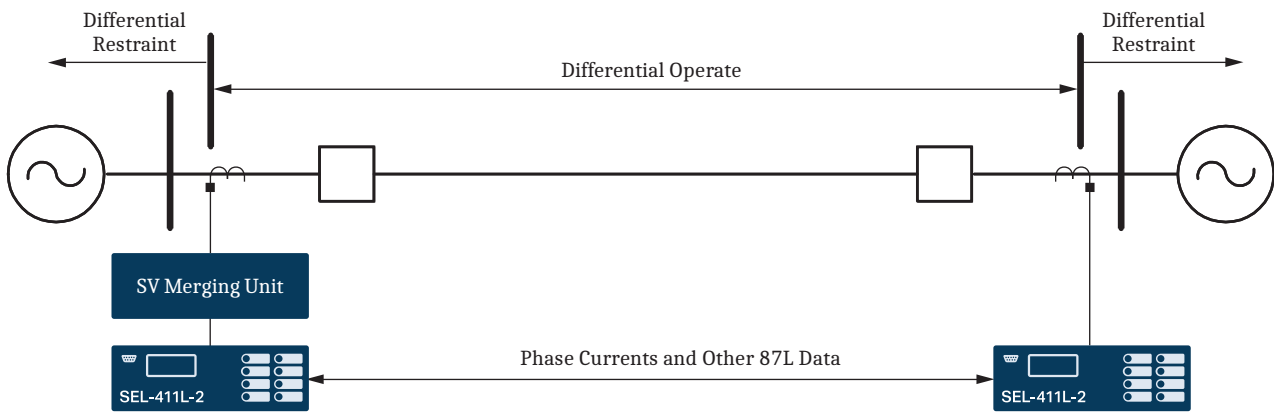 Differential
Restraint
Differential
Restraint
Differential Operate
SV Merging Unit
Phase Currents and Other 87L Data
SEL-411L-2
SEL-411L-2